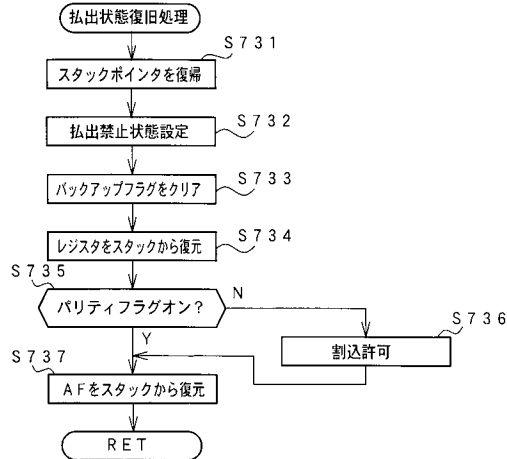 払出状態復旧処理
S731
スタックポインタを復帰
S732
払出禁止状態設定
S733
バックアップフラグをクリア
S734
レジスタをスタックから復元
S735
パリティフラグオン?
N
Y
S736
割込許可
S737
AFをスタックから復元
RET